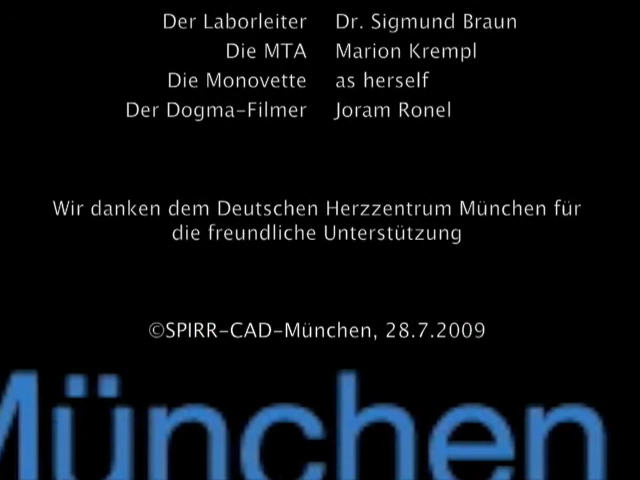 Der Laborleiter Dr. Sigmund Braun
Die MTA Marion Krempl
Die Monovette as herself
Der Dogma-Filmer Joram Ronel
Wir danken dem Deutschen Herzzentrum München für
die freundliche Unterstützung
©SPIRR-CAD-München, 28.7.2009
München